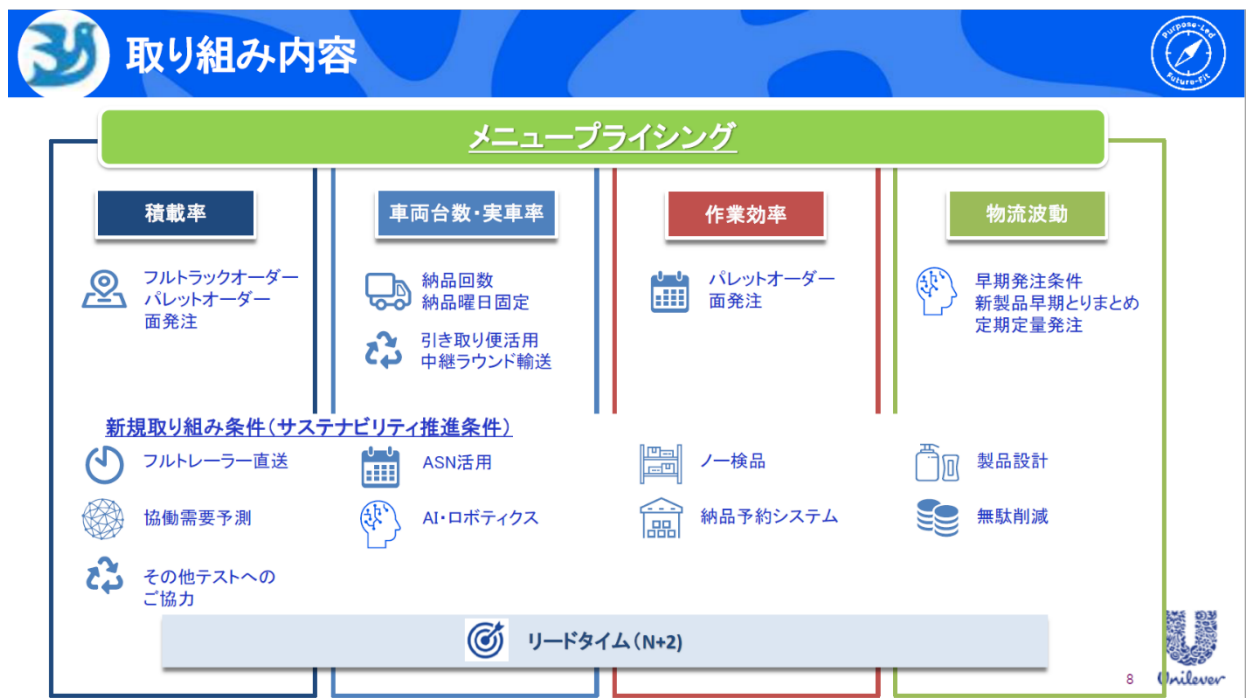 取り組み内容
Purpose-Led
Future-Fit
メニュープライシング
積載率
フルトラックオーダー
パレットオーダー
面発注
車両台数・実車率
納品回数
納品曜日固定
引き取り便活用
中継ラウンド輸送
作業効率
パレットオーダー
面発注
物流波動
早期発注条件
新製品早期とりまとめ
定期定量発注
新規取り組み条件(サステナビリティ推進条件)
フルトレーラー直送
ASN活用
ノー検品
製品設計
協働需要予測
AI・ロボティクス
納品予約システム
無駄削減
その他テストへの
ご協力
リードタイム(N+2)
8
Unilever